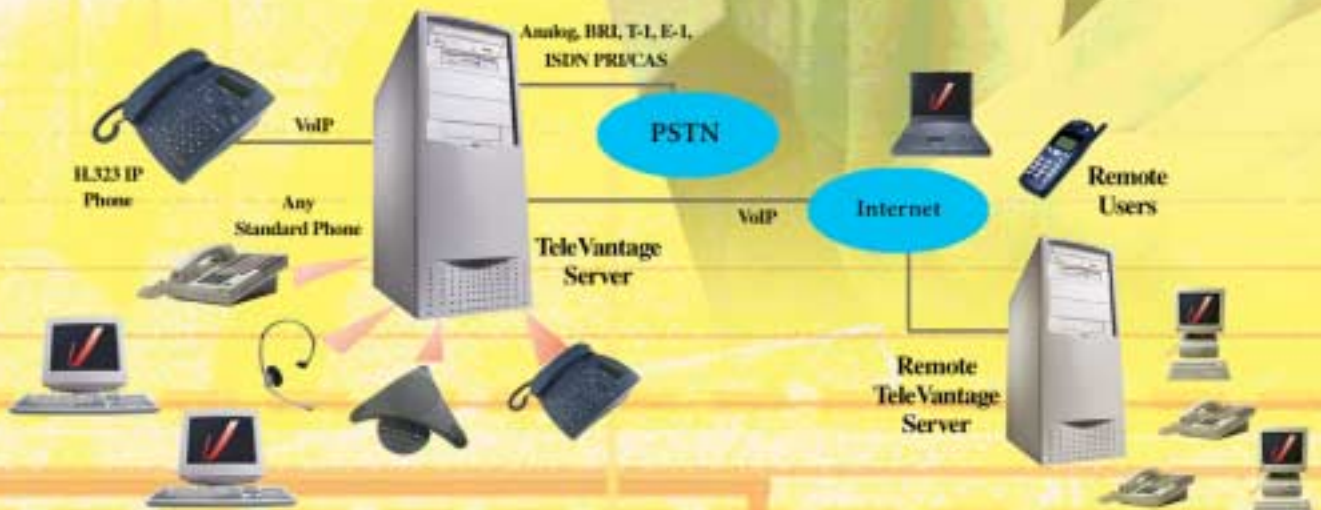 Analog, BRI, T-1, E-1,
ISDN PRI/CAS
PSTN
VoIP
H.323 IP
Phone
Any
Standard Phone
TeleVantage
Server
VoIP
Internet
Remote
Users
Remote
TeleVantage
Server